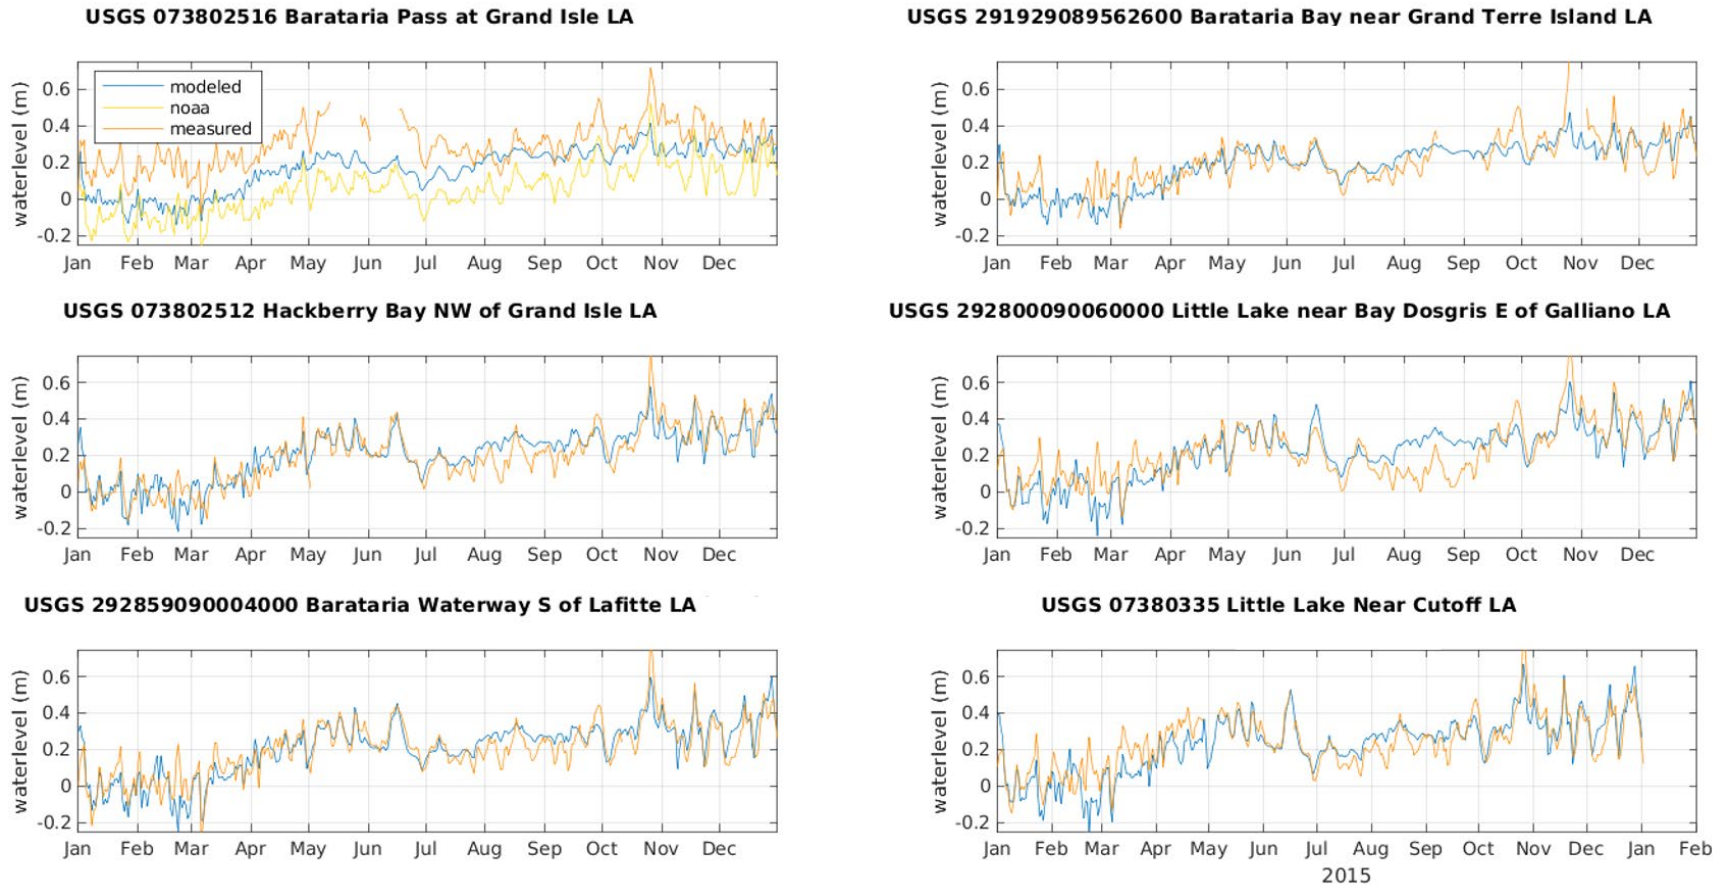 USGS 073802516 Barataria Pass at Grand Isle LA
waterlevel (m)
0.6
0.4
0.2
0
-0.2
modeled
noaa
measured
Jan Feb Mar Apr May Jun Jul Aug Sep Oct Nov Dec
USGS 291929089562600 Barataria Bay near Grand Terre Island LA
waterlevel (m)
0.6
0.4
0.2
0
-0.2
Jan Feb Mar Apr May Jun Jul Aug Sep Oct Nov Dec
USGS 073802512 Hackberry Bay NW of Grand Isle LA
waterlevel (m)
0.6
0.4
0.2
0
-0.2
Jan Feb Mar Apr May Jun Jul Aug Sep Oct Nov Dec
USGS 292800090060000 Little Lake near Bay Dosgris E of Galliano LA
waterlevel (m)
0.6
0.4
0.2
0
-0.2
Jan Feb Mar Apr May Jun Jul Aug Sep Oct Nov Dec
USGS 292859090004000 Barataria Waterway S of Lafitte LA
waterlevel (m)
0.6
0.4
0.2
0
-0.2
Jan Feb Mar Apr May Jun Jul Aug Sep Oct Nov Dec
USGS 07380335 Little Lake Near Cutoff LA
waterlevel (m)
0.6
0.4
0.2
0
-0.2
Jan Feb Mar Apr May Jun Jul Aug Sep Oct Nov Dec Jan Feb
2015